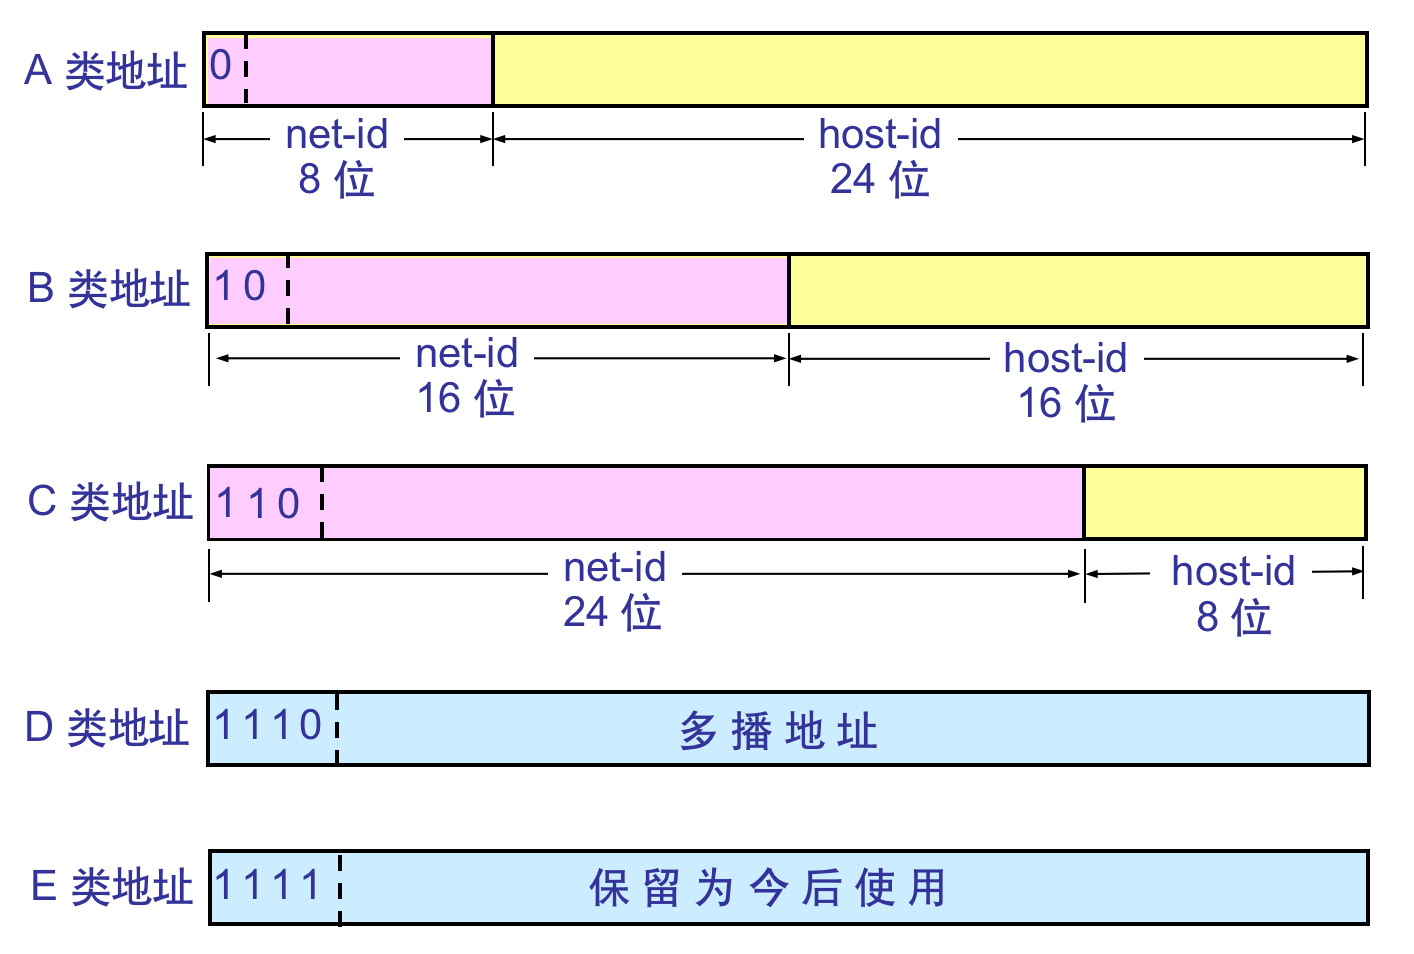 A 类地址 0
net-id host-id
8 位 24 位
B 类地址 1 0
net-id host-id
16 位 16 位
C 类地址 1 1 0
net-id host-id
24 位 8 位
D 类地址 1 1 1 0 多 播 地 址
E 类地址 1 1 1 1 保 留 为 今 后 使 用